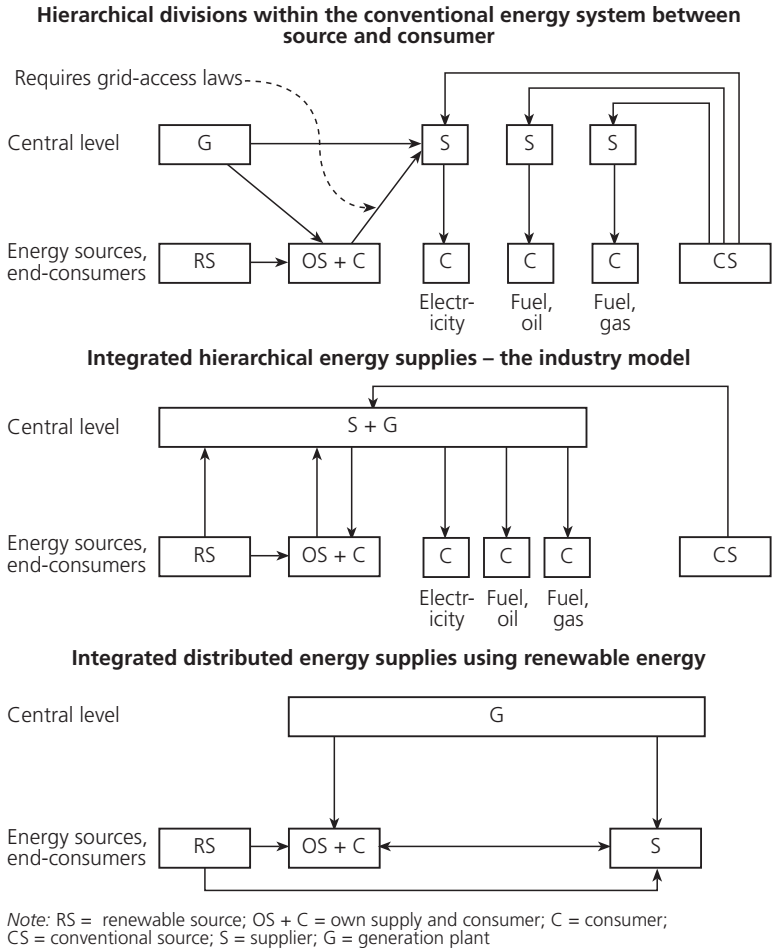 Hierarchical divisions within the conventional energy system between
source and consumer
Requires grid-access laws
Central level
G
S
S
S
Energy sources,
end-consumers
RS
OS + C
C
C
C
CS
Electr-
icity
Fuel,
oil
Fuel,
gas
Integrated hierarchical energy supplies – the industry model
Central level
S + G
Energy sources,
end-consumers
RS
OS + C
C
C
C
CS
Electr-
icity
Fuel,
oil
Fuel,
gas
Integrated distributed energy supplies using renewable energy
Central level
G
Energy sources,
end-consumers
RS
OS + C
S
Note: RS = renewable source; OS + C = own supply and consumer; C = consumer;
CS = conventional source; S = supplier; G = generation plant